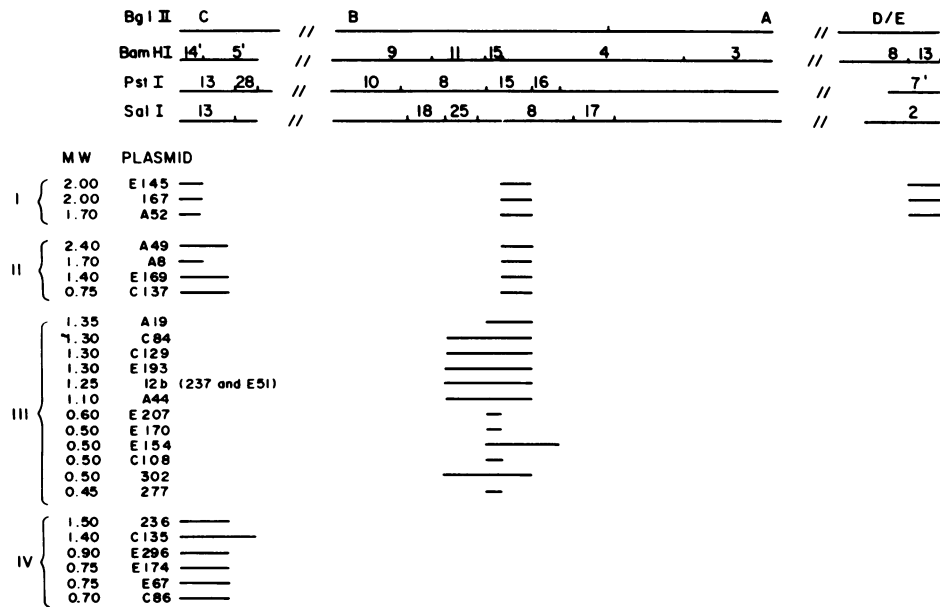 Bgl II C // B A // D/E
BamHI 14' 5' // 9 11 15 4 3 // 8 13
Pst I 13 28 // 10 8 15 16 // 7'
Sal I 13 // 18 25 8 17 // 2
MW PLASMID
I
2.00 E145
2.00 167
1.70 A52
II
2.40 A49
1.70 A8
1.40 E169
0.75 C137
III
1.35 A19
1.30 C84
1.30 C129
1.30 E193
1.25 12b (237 and E51)
1.10 A44
0.60 E207
0.50 E170
0.50 E154
0.50 C108
0.50 302
0.45 277
IV
1.50 236
1.40 C135
0.90 E296
0.75 E174
0.75 E67
0.70 C86